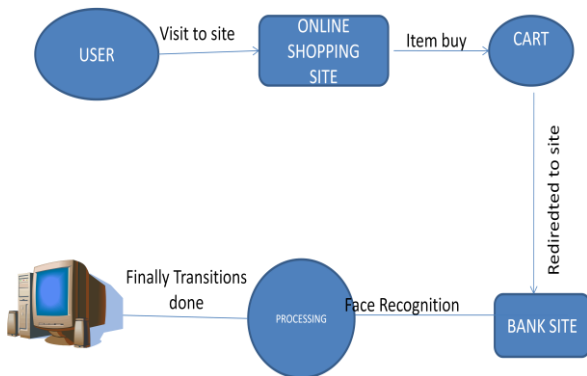 USER
Visit to site
ONLINE
SHOPPING
SITE
Item buy
CART
Rediredted to site
BANK SITE
Face Recognition
PROCESSING
Finally Transitions
done